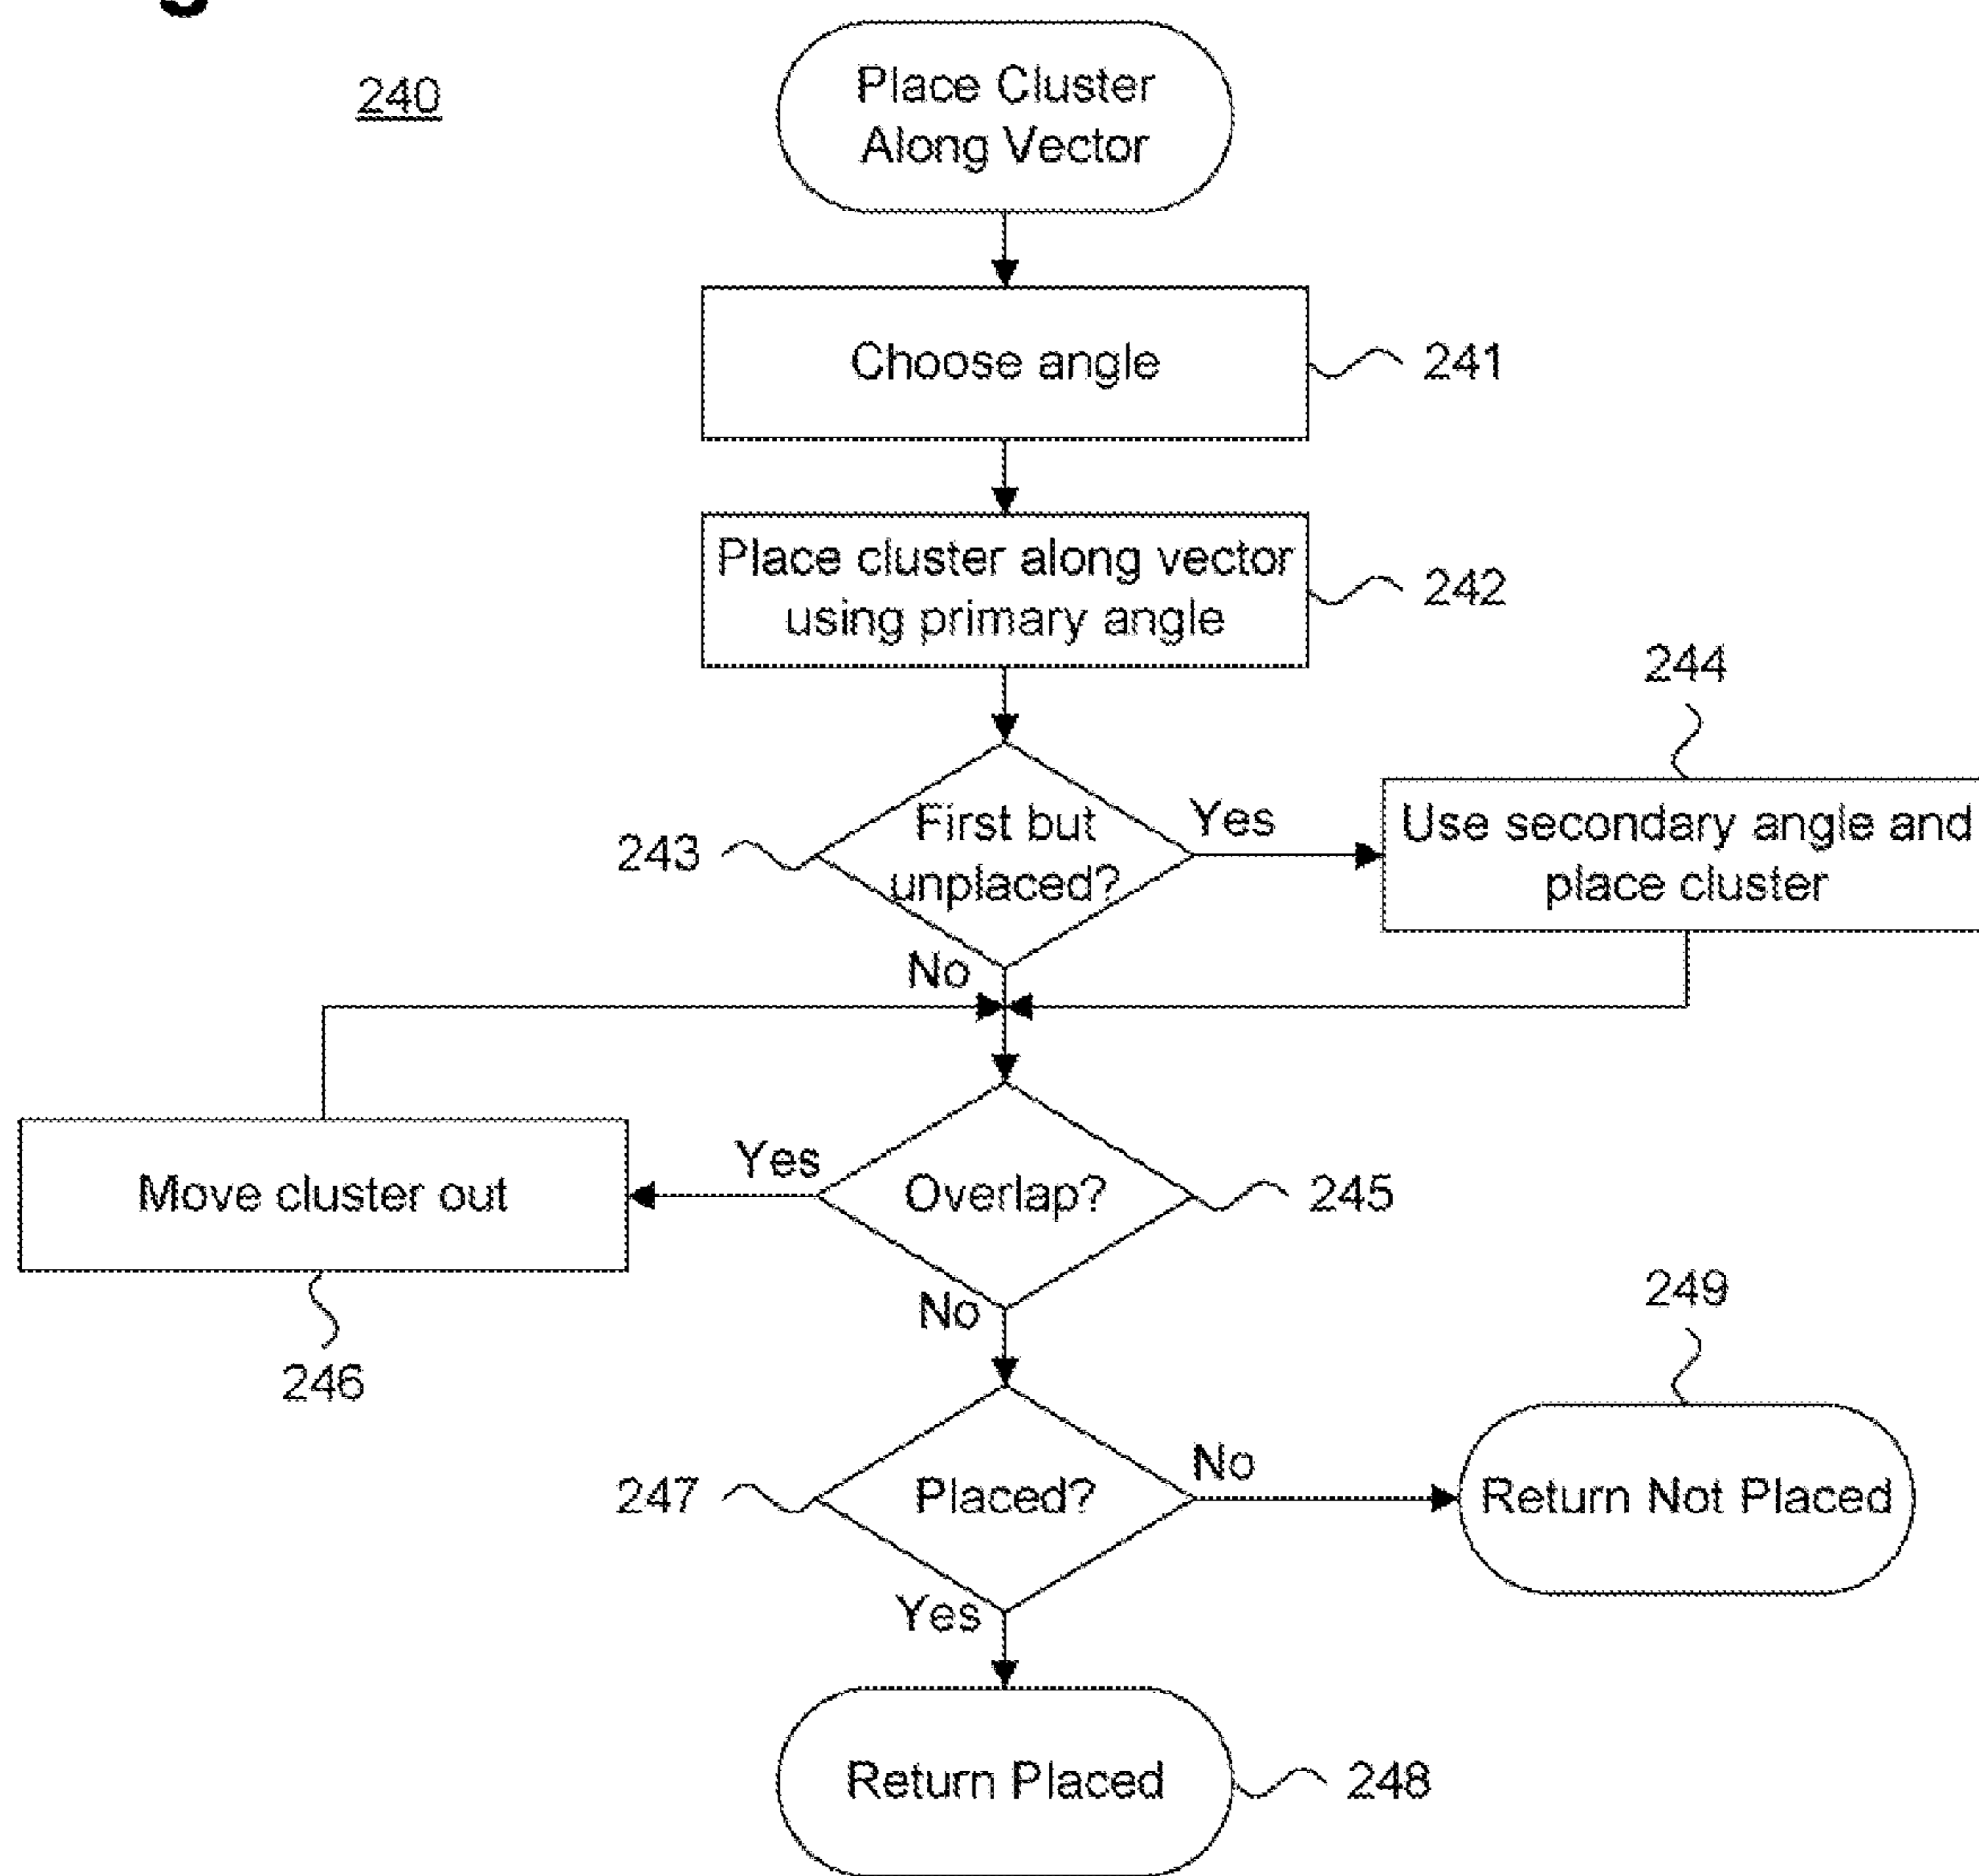 240
Place Cluster
Along Vector
Choose angle
241
Place cluster along vector
using primary angle
242
244
243
First but
unplaced?
Yes
Use secondary angle and
place cluster
No
Move cluster out
Yes
Overlap?
245
246
No
249
247
Placed?
No
Return Not Placed
Yes
Return Placed
248